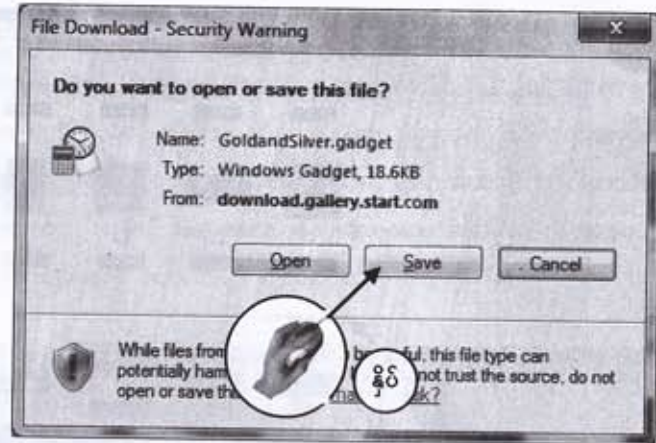 File Download - Security Warning
Do you want to open or save this file?
Name: GoldandSilver.gadget
Type: Windows Gadget, 18.6KB
From: download.gallery.start.com
Open Save Cancel
While files from this file type can
potentially not trust the source, do not
open or save